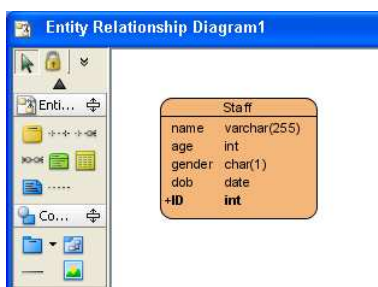 Entity Relationship Diagram1
Enti...
Co...
Staff
name varchar(255)
age int
gender char(1)
dob date
+ID int